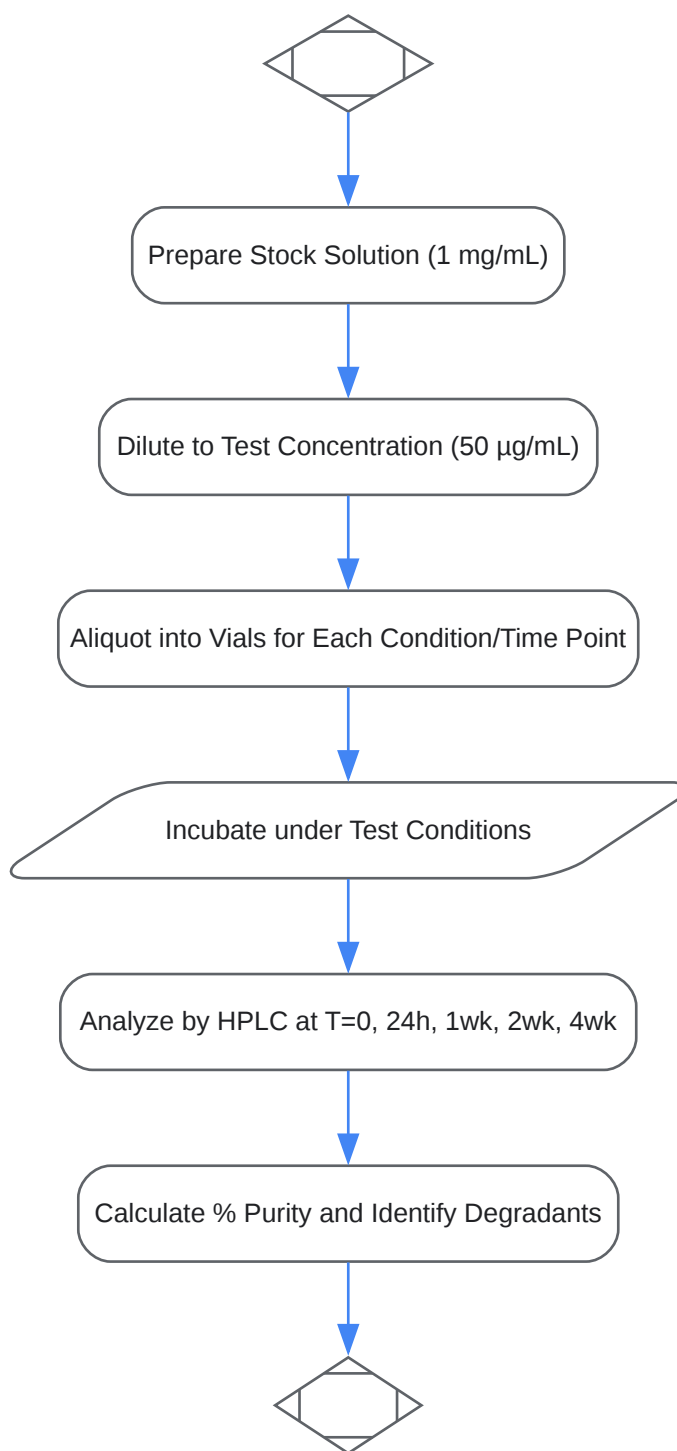 Prepare Stock Solution (1 mg/mL)
Dilute to Test Concentration (50 µg/mL)
Aliquot into Vials for Each Condition/Time Point
Incubate under Test Conditions
Analyze by HPLC at T=0, 24h, 1wk, 2wk, 4wk
Calculate % Purity and Identify Degradants